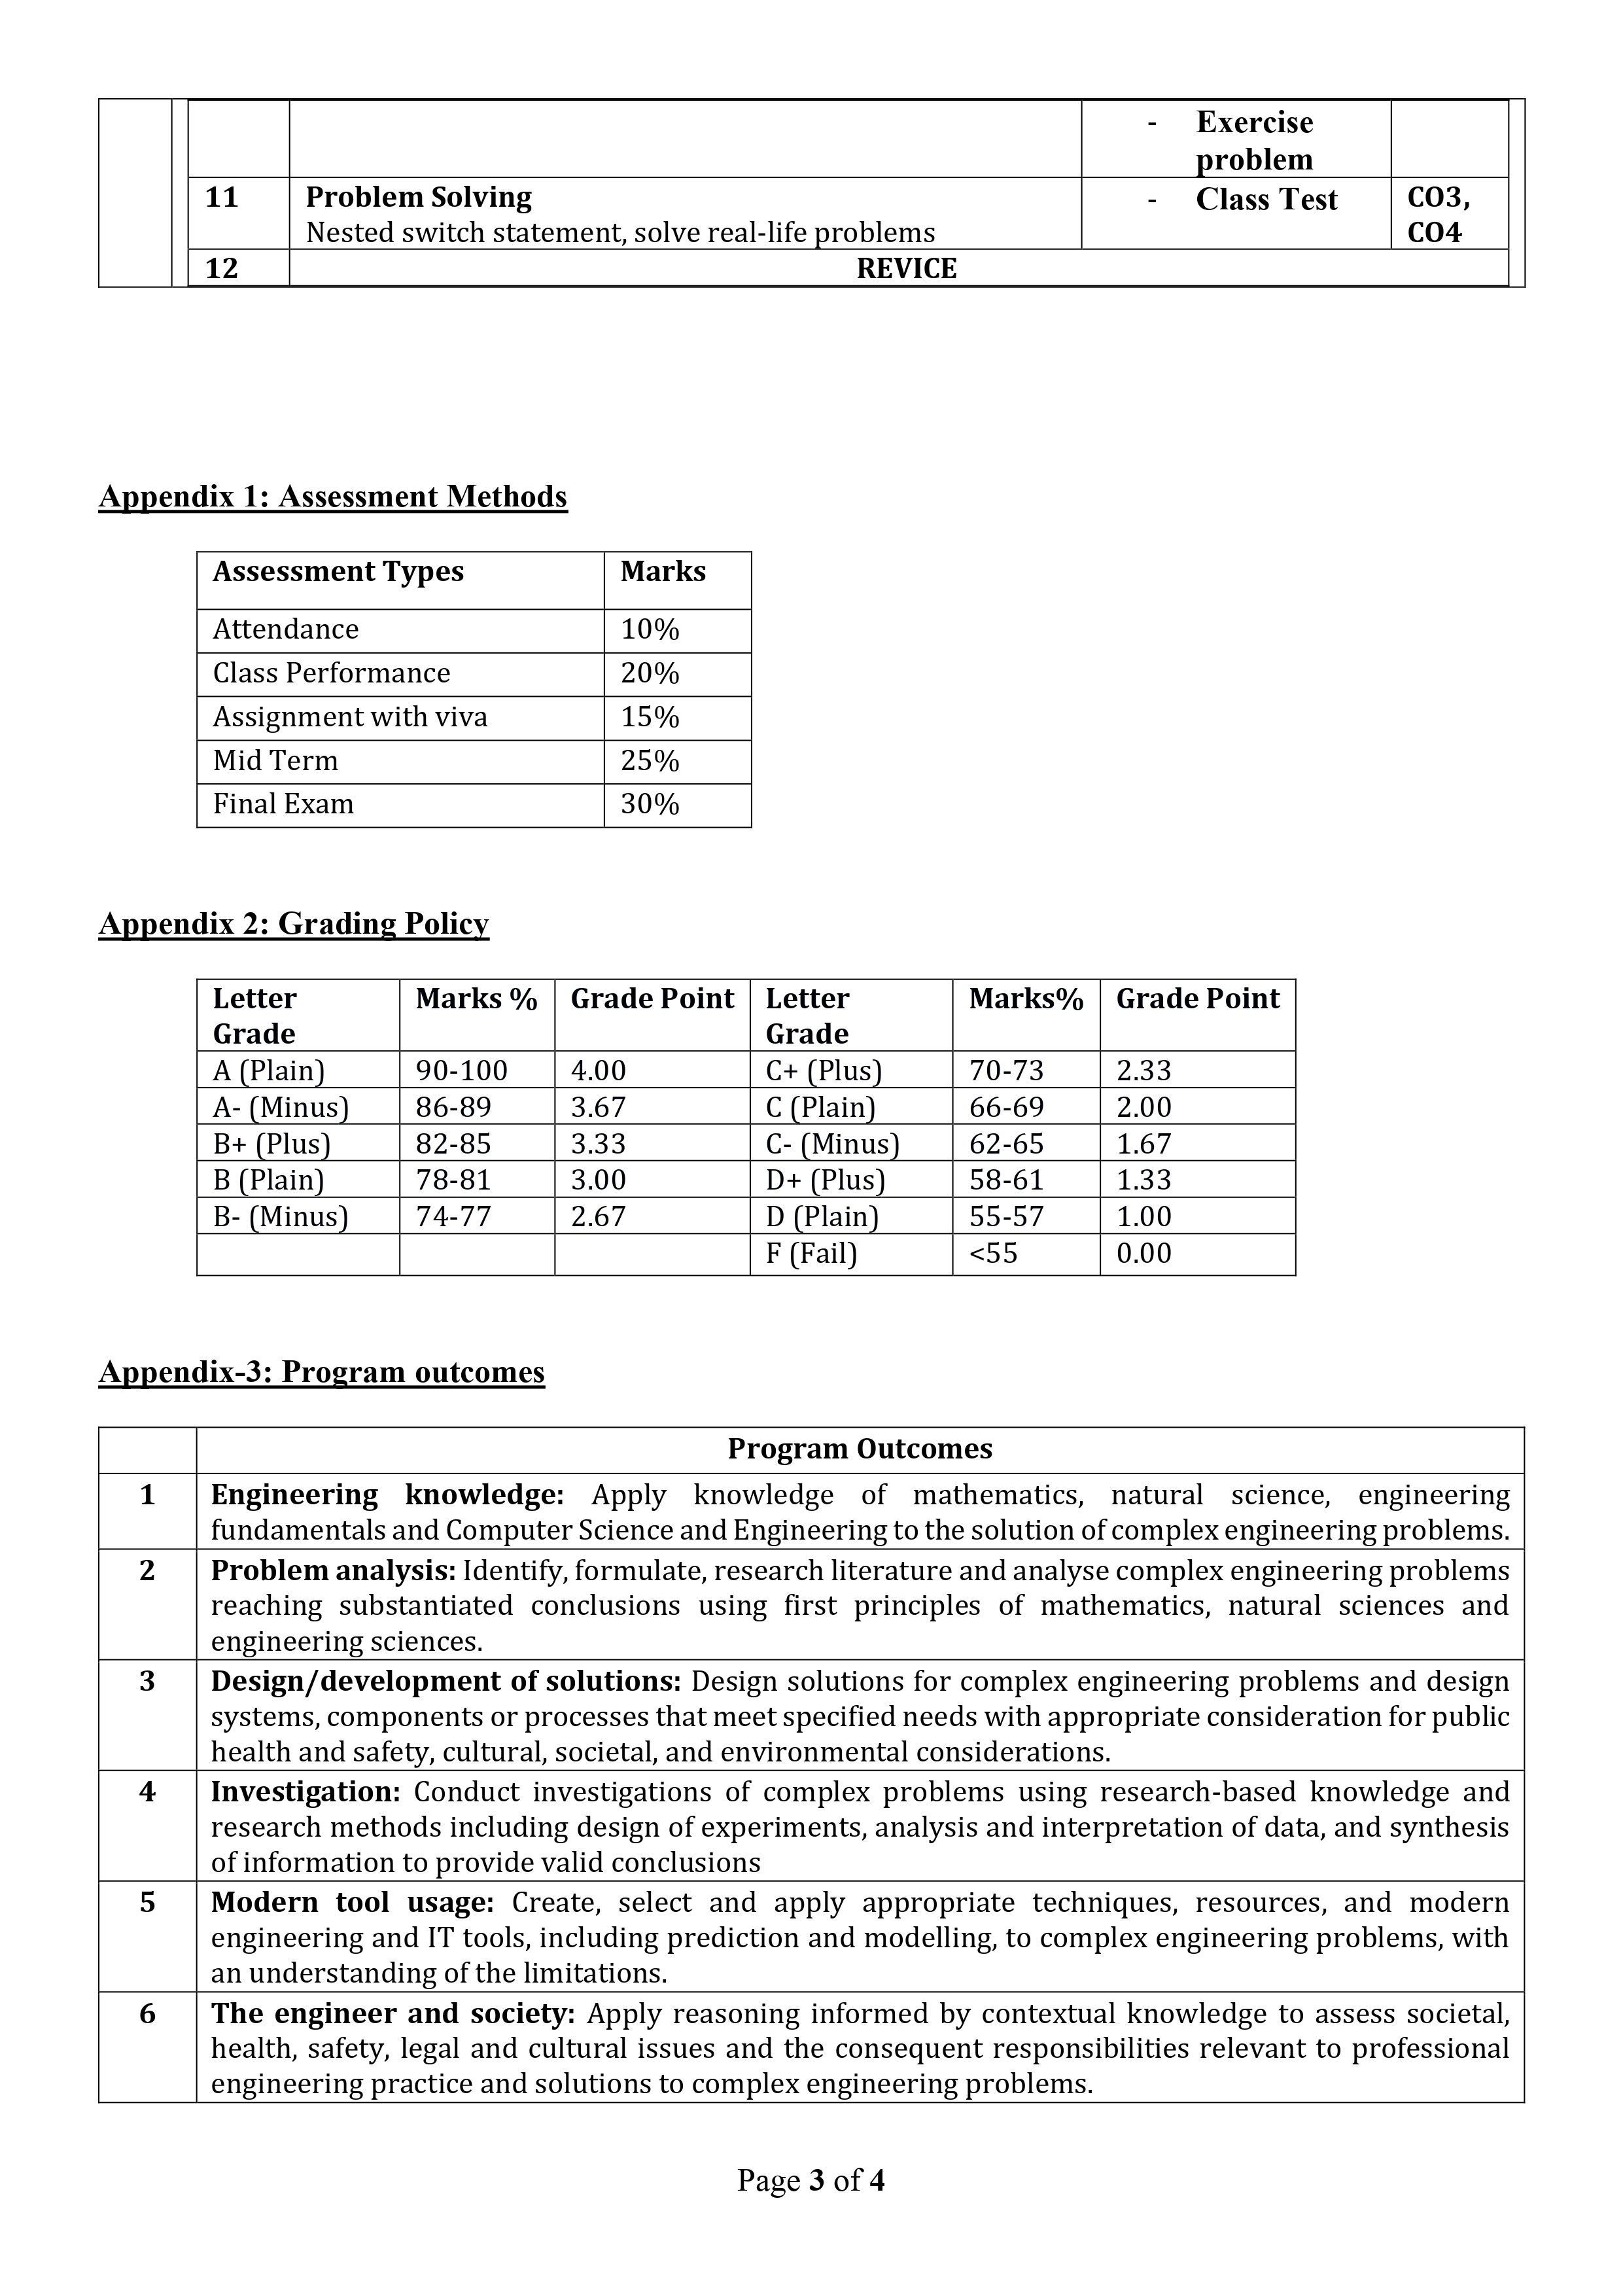 - Exercise
problem
11 Problem Solving - Class Test CO3,
Nested switch statement, solve real-life problems CO4
12 REVICE
Appendix 1: Assessment Methods
Assessment Types Marks
Attendance 10%
Class Performance 20%
Assignment with viva 15%
Mid Term 25%
Final Exam 30%
Appendix 2: Grading Policy
Letter Marks % Grade Point Letter Marks% Grade Point
Grade Grade
A (Plain) 90-100 4.00 C+ (Plus) 70-73 2.33
A- (Minus) 86-89 3.67 C (Plain) 66-69 2.00
B+ (Plus) 82-85 3.33 C- (Minus) 62-65 1.67
B (Plain) 78-81 3.00 D+ (Plus) 58-61 1.33
B- (Minus) 74-77 2.67 D (Plain) 55-57 1.00
F (Fail) <55 0.00
Appendix-3: Program outcomes
Program Outcomes
1 Engineering knowledge: Apply knowledge of mathematics, natural science, engineering
fundamentals and Computer Science and Engineering to the solution of complex engineering problems.
2 Problem analysis: Identify, formulate, research literature and analyse complex engineering problems
reaching substantiated conclusions using first principles of mathematics, natural sciences and
engineering sciences.
3 Design/development of solutions: Design solutions for complex engineering problems and design
systems, components or processes that meet specified needs with appropriate consideration for public
health and safety, cultural, societal, and environmental considerations.
4 Investigation: Conduct investigations of complex problems using research-based knowledge and
research methods including design of experiments, analysis and interpretation of data, and synthesis
of information to provide valid conclusions
5 Modern tool usage: Create, select and apply appropriate techniques, resources, and modern
engineering and IT tools, including prediction and modelling, to complex engineering problems, with
an understanding of the limitations.
6 The engineer and society: Apply reasoning informed by contextual knowledge to assess societal,
health, safety, legal and cultural issues and the consequent responsibilities relevant to professional
engineering practice and solutions to complex engineering problems.
Page 3 of 4